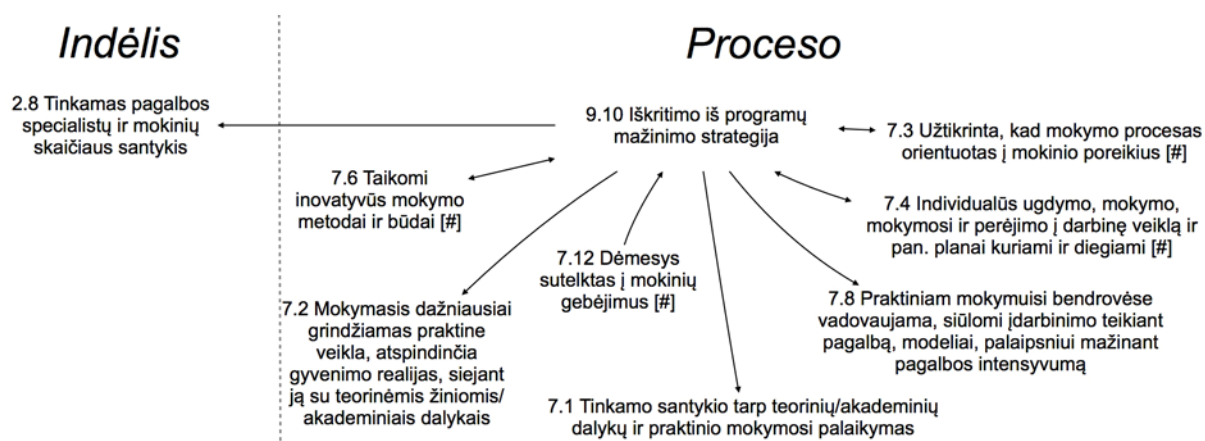 Indėlis
Proceso
2.8 Tinkamas pagalbos
specialistų ir mokinių
skaičiaus santykis
9.10 Iškritimo iš programų
mažinimo strategija
7.3 Užtikrinta, kad mokymo procesas
orientuotas į mokinio poreikius [#]
7.6 Taikomi
inovatyvūs mokymo
metodai ir būdai [#]
7.4 Individualūs ugdymo, mokymo,
mokymosi ir perėjimo į darbinę veiklą ir
pan. planai kuriami ir diegiami [#]
7.12 Dėmesys
sutelktas į mokinių
gebėjimus [#]
7.2 Mokymasis dažniausiai
grindžiamas praktine
veikla, atspindinčia
gyvenimo realijas, siejant
ją su teorinėmis žiniomis/
akademiniais dalykais
7.8 Praktiniam mokymuisi bendrovėse
vadovaujama, siūlomi įdarbinimo teikiant
pagalbą, modeliai, palaipsniui mažinant
pagalbos intensyvumą
7.1 Tinkamo santykio tarp teorinių/akademinių
dalykų ir praktinio mokymosi palaikymas